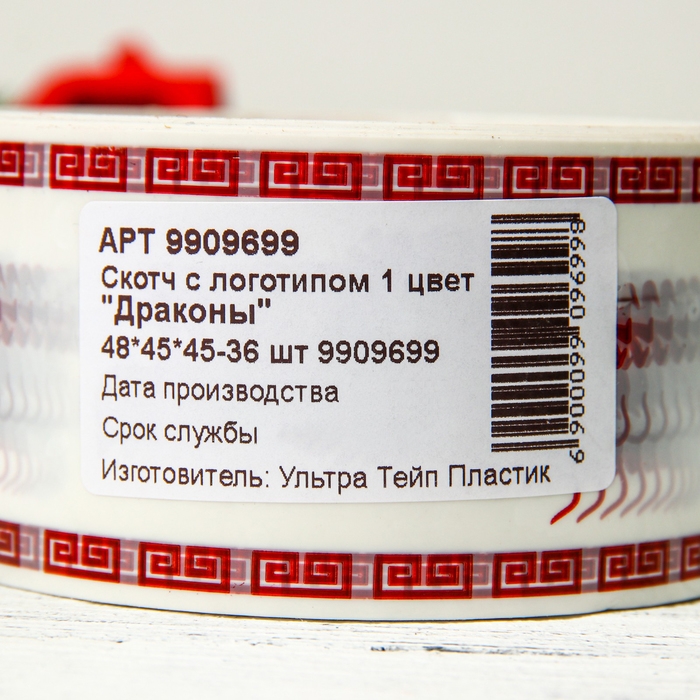 АРТ 9909699
Скотч с логотипом 1 цвет
"Драконы"
48*45*45-36 шт 9909699
Дата производства
Срок службы
Изготовитель: Ультра Тейп Пластик